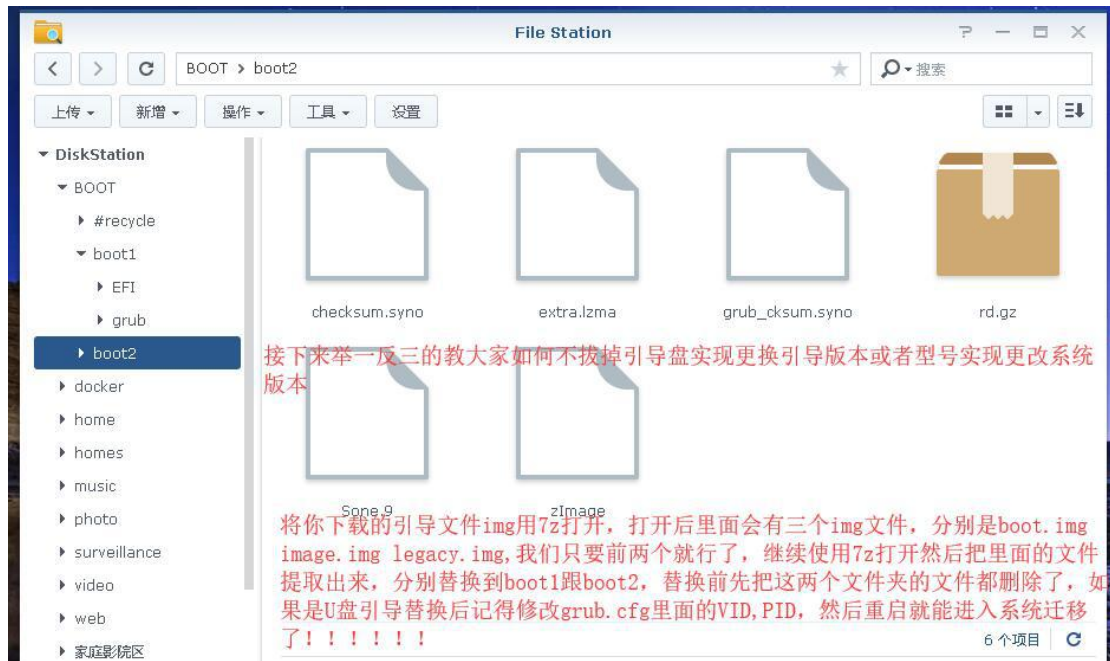 File Station
BOOT > boot2
搜索
上传
新增
操作
工具
设置
DiskStation
BOOT
#recycle
boot1
EFI
grub
boot2
docker
home
homes
music
photo
surveillance
video
web
家庭影院区
checksum.syno
extra.lzma
grub_cksum.syno
rd.gz
接下来举一反三的教大家如何不拔掉引导盘实现更换引导版本或者型号实现更改系统
版本
Sone.9
zImage
将你下载的引导文件img用7z打开，打开后里面会有三个img文件，分别是boot.img
image.img legacy.img,我们只要前两个就行了，继续使用7z打开然后把里面的文件
提取出来，分别替换到boot1跟boot2，替换前先把这两个文件夹的文件都删除了，如
果是U盘引导替换后记得修改grub.cfg里面的VID,PID，然后重启就能进入系统迁移
了！！！！！！
6 个项目